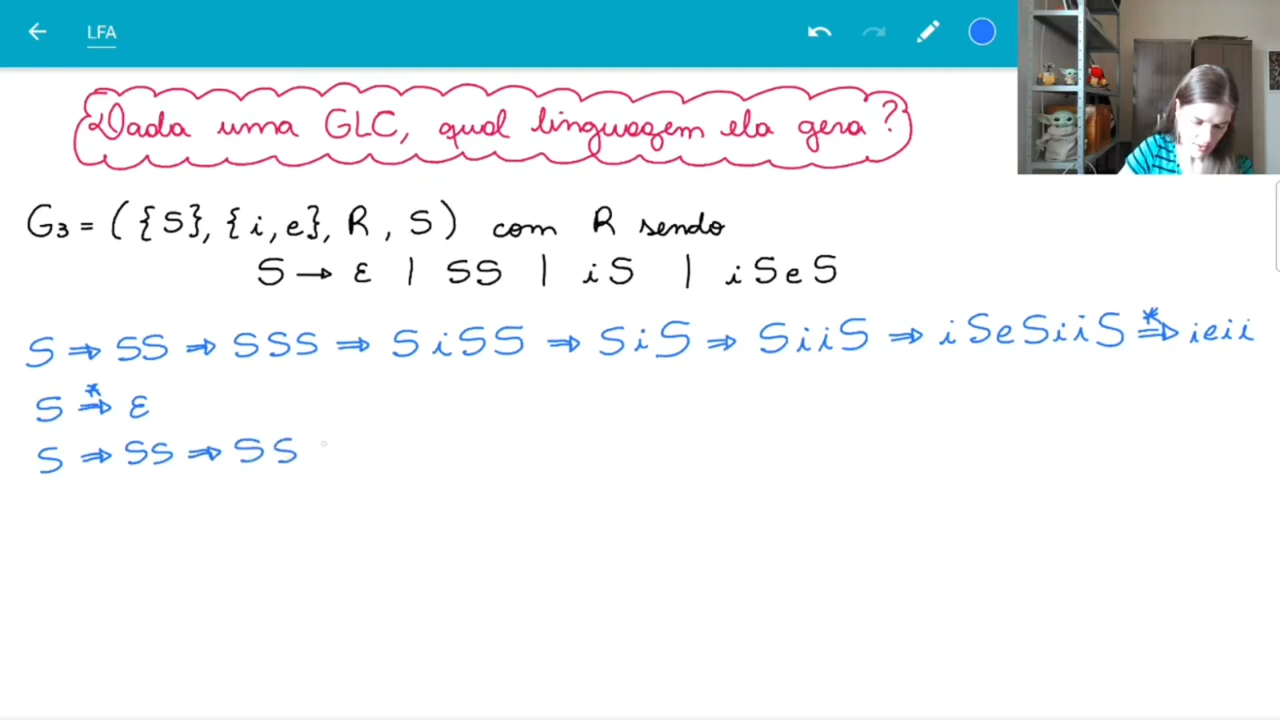 LFA
Dada uma GLC, qual linguagem ela gera?
G₃ = ({S}, {i, e}, R, S) com R sendo
S → ε | SS | iS | iSeS
S ⇒ SS ⇒ SSS ⇒ SiSS ⇒ SiS ⇒ SiiS ⇒ iSeSiiS ⇒* ieii
S ⇒* ε
S ⇒ SS ⇒ SS